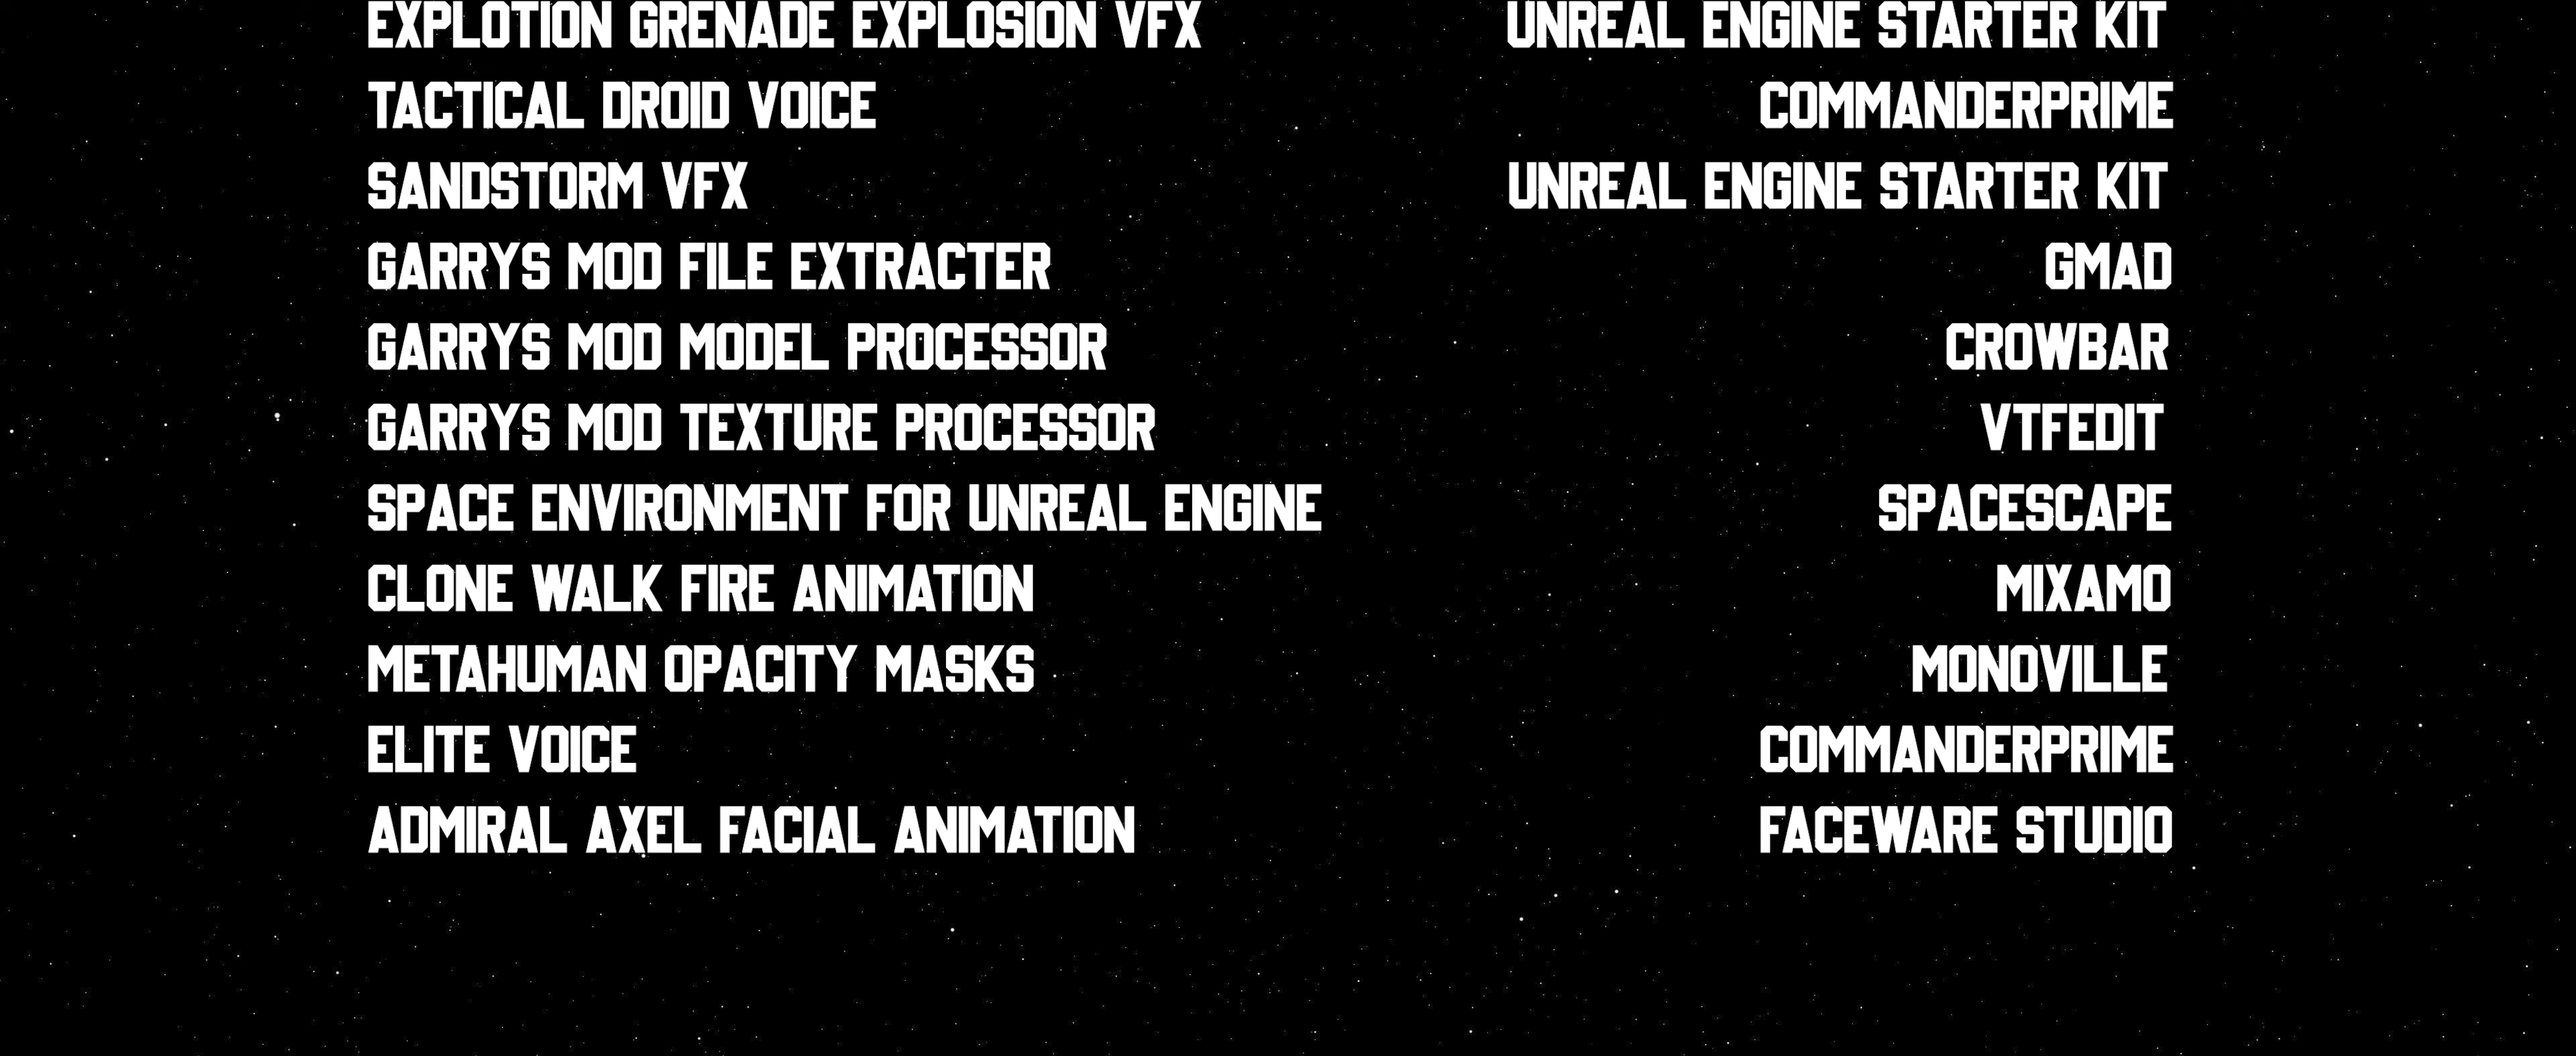 EXPLOTION GRENADE EXPLOSION VFX UNREAL ENGINE STARTER KIT
TACTICAL DROID VOICE COMMANDERPRIME
SANDSTORM VFX UNREAL ENGINE STARTER KIT
GARRYS MOD FILE EXTRACTER GMAD
GARRYS MOD MODEL PROCESSOR CROWBAR
GARRYS MOD TEXTURE PROCESSOR VTFEDIT
SPACE ENVIRONMENT FOR UNREAL ENGINE SPACESCAPE
CLONE WALK FIRE ANIMATION MIXAMO
METAHUMAN OPACITY MASKS MONOVILLE
ELITE VOICE COMMANDERPRIME
ADMIRAL AXEL FACIAL ANIMATION FACEWARE STUDIO